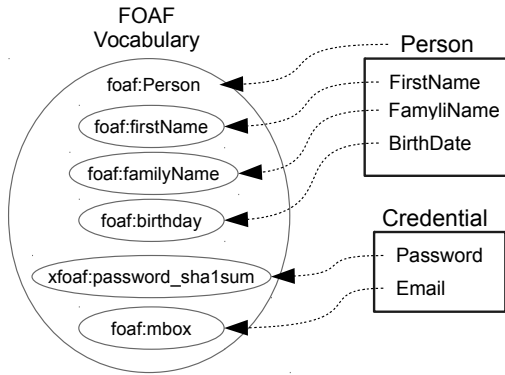 FOAF
Vocabulary
foaf:Person
foaf:firstName
foaf:familyName
foaf:birthday
xfoaf:password_sha1sum
foaf:mbox
Person
FirstName
FamyliName
BirthDate
Credential
Password
Email